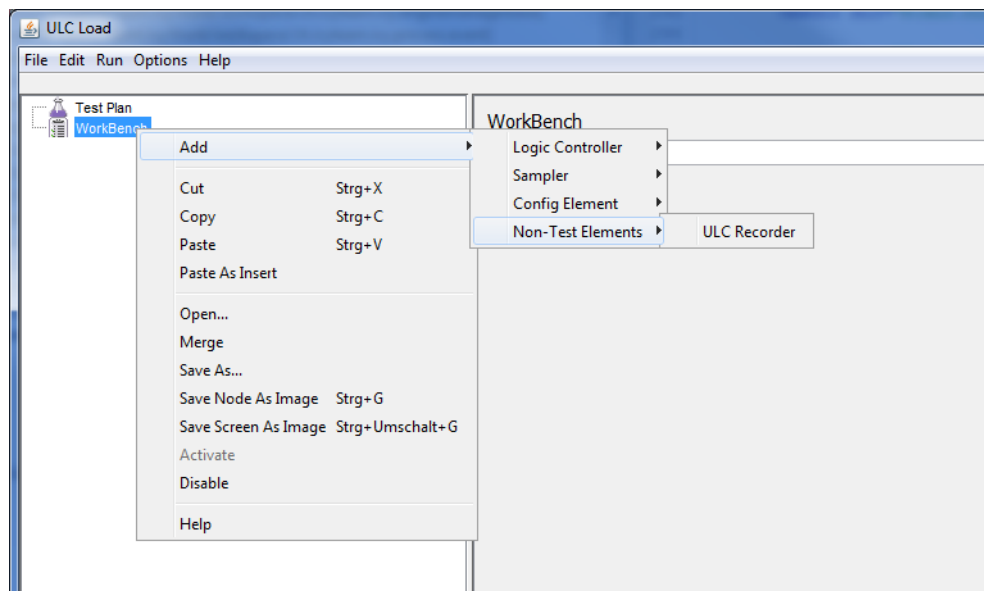 ULC Load
File Edit Run Options Help
Test Plan
WorkBench
WorkBench
Add
Cut Strg+X
Copy Strg+C
Paste Strg+V
Paste As Insert
Open...
Merge
Save As...
Save Node As Image Strg+G
Save Screen As Image Strg+Umschalt+G
Activate
Disable
Help
Logic Controller
Sampler
Config Element
Non-Test Elements
ULC Recorder